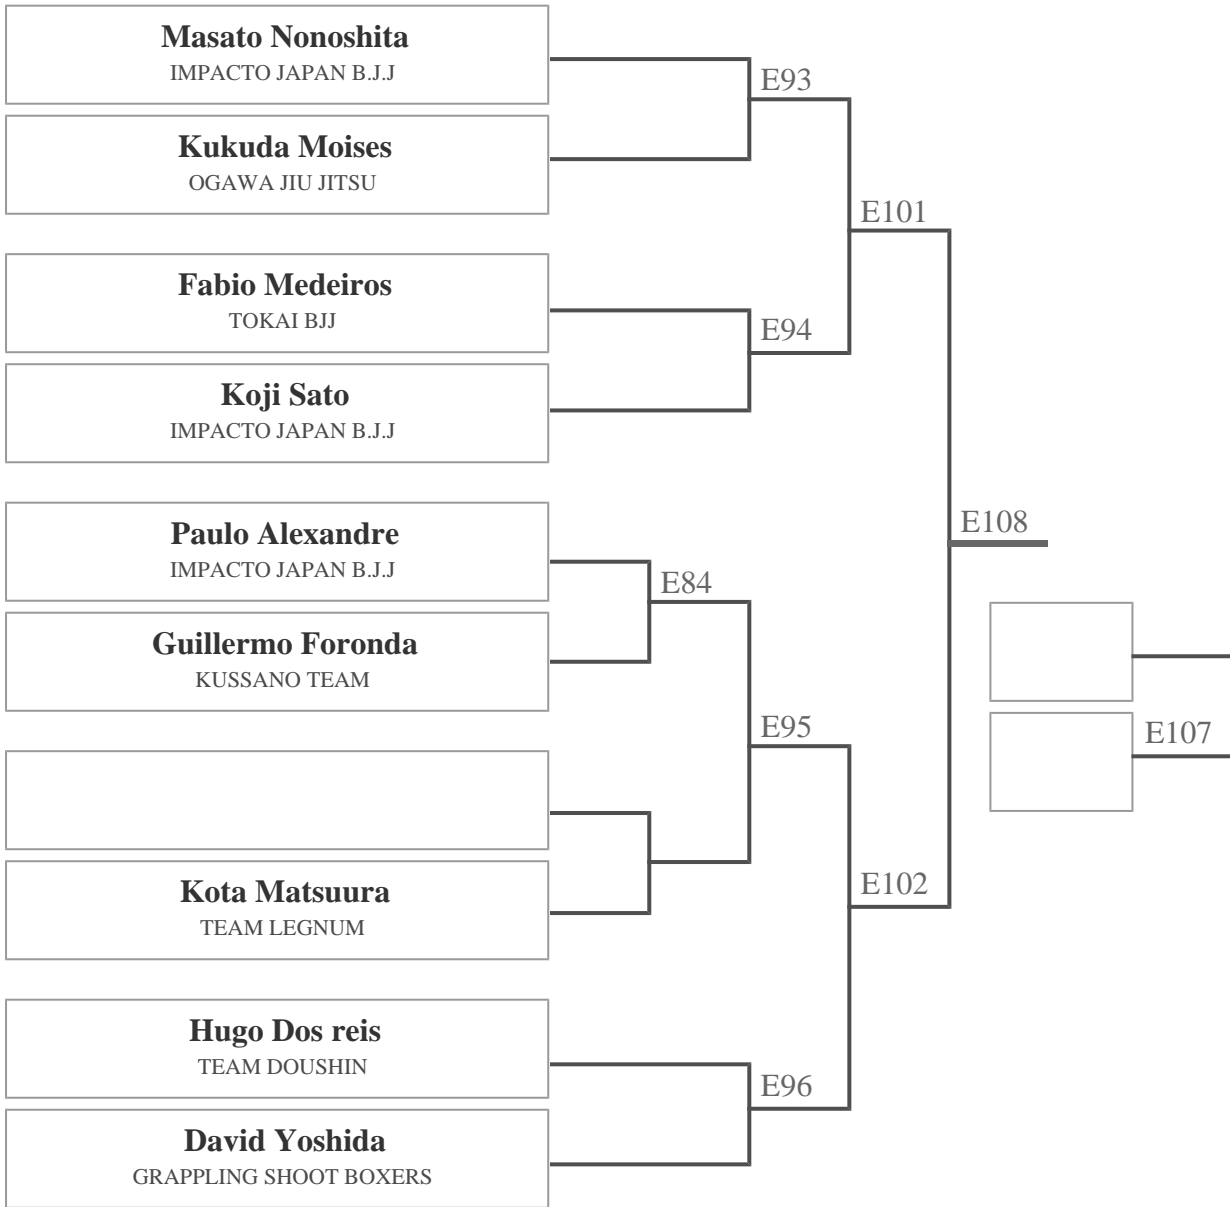 Masato Nonoshita
IMPACTO JAPAN B.J.J
E93
Kukuda Moises
OGAWA JIU JITSU
E101
Fabio Medeiros
TOKAI BJJ
E94
Koji Sato
IMPACTO JAPAN B.J.J
E108
Paulo Alexandre
IMPACTO JAPAN B.J.J
E84
Guillermo Foronda
KUSSANO TEAM
E95
E107
Kota Matsuura
TEAM LEGNUM
E102
Hugo Dos reis
TEAM DOUSHIN
E96
David Yoshida
GRAPPLING SHOOT BOXERS